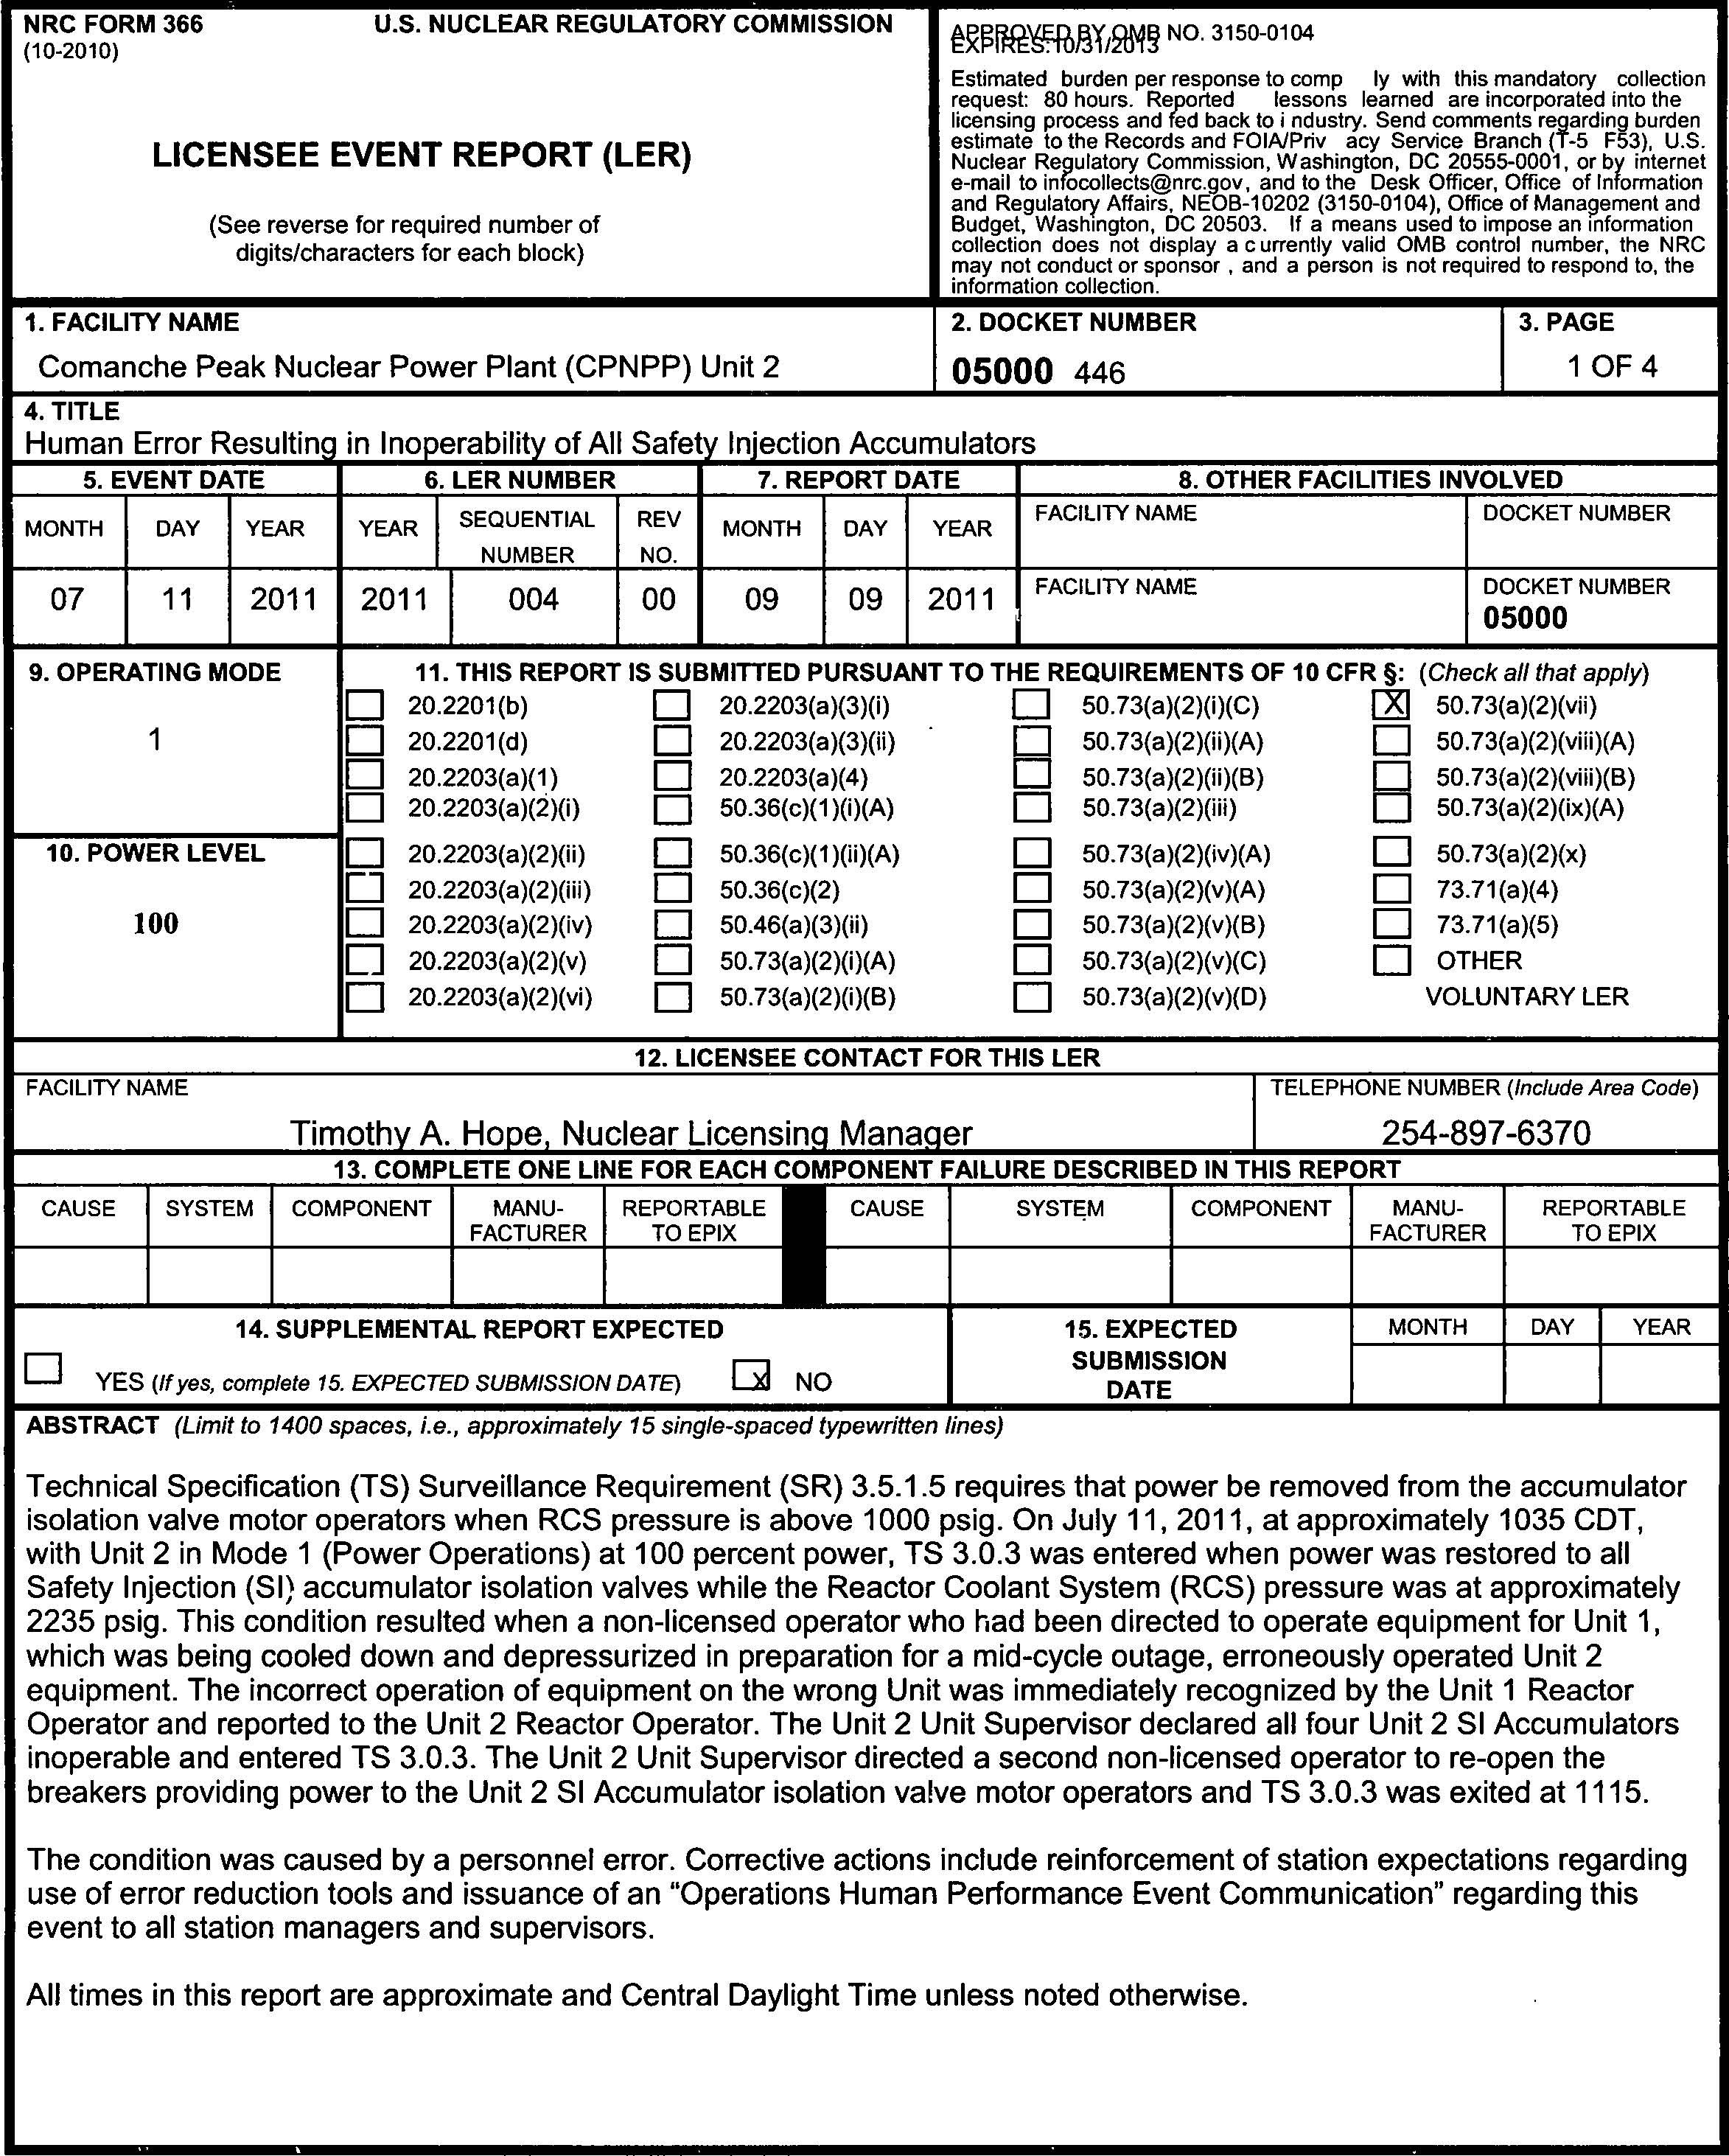 NRC FORM 366
(10-2010)
U.S. NUCLEAR REGULATORY COMMISSION
LICENSEE EVENT REPORT (LER)
(See reverse for required number of
digits/characters for each block)
APPROVED BY OMB NO. 3150-0104
EXPIRES: 10/31/2013
Estimated burden per response to comp ly with this mandatory collection
request: 80 hours. Reported lessons learned are incorporated into the
licensing process and fed back to i ndustry. Send comments regarding burden
estimate to the Records and FOIA/Priv acy Service Branch (T-5 F53), U.S.
Nuclear Regulatory Commission, Washington, DC 20555-0001, or by internet
e-mail to infocollects@nrc.gov, and to the Desk Officer, Office of Information
and Regulatory Affairs, NEOB-10202 (3150-0104), Office of Management and
Budget, Washington, DC 20503. If a means used to impose an information
collection does not display a c urrently valid OMB control number, the NRC
may not conduct or sponsor , and a person is not required to respond to, the
information collection.
1. FACILITY NAME
Comanche Peak Nuclear Power Plant (CPNPP) Unit 2
2. DOCKET NUMBER
05000 446
3. PAGE
1 OF 4
4. TITLE
Human Error Resulting in Inoperability of All Safety Injection Accumulators
5. EVENT DATE 6. LER NUMBER 7. REPORT DATE 8. OTHER FACILITIES INVOLVED
MONTH DAY YEAR YEAR SEQUENTIAL NUMBER REV NO. MONTH DAY YEAR FACILITY NAME DOCKET NUMBER
07 11 2011 2011 004 00 09 09 2011 FACILITY NAME DOCKET NUMBER
05000
9. OPERATING MODE
1
10. POWER LEVEL
100
11. THIS REPORT IS SUBMITTED PURSUANT TO THE REQUIREMENTS OF 10 CFR §: (Check all that apply)
20.2201(b) 20.2203(a)(3)(i) 50.73(a)(2)(i)(C) X 50.73(a)(2)(vii)
20.2201(d) 20.2203(a)(3)(ii) 50.73(a)(2)(ii)(A) 50.73(a)(2)(viii)(A)
20.2203(a)(1) 20.2203(a)(4) 50.73(a)(2)(ii)(B) 50.73(a)(2)(viii)(B)
20.2203(a)(2)(i) 50.36(c)(1)(i)(A) 50.73(a)(2)(iii) 50.73(a)(2)(ix)(A)
20.2203(a)(2)(ii) 50.36(c)(1)(ii)(A) 50.73(a)(2)(iv)(A) 50.73(a)(2)(x)
20.2203(a)(2)(iii) 50.36(c)(2) 50.73(a)(2)(v)(A) 73.71(a)(4)
20.2203(a)(2)(iv) 50.46(a)(3)(ii) 50.73(a)(2)(v)(B) 73.71(a)(5)
20.2203(a)(2)(v) 50.73(a)(2)(i)(A) 50.73(a)(2)(v)(C) OTHER
20.2203(a)(2)(vi) 50.73(a)(2)(i)(B) 50.73(a)(2)(v)(D) VOLUNTARY LER
12. LICENSEE CONTACT FOR THIS LER
FACILITY NAME
Timothy A. Hope, Nuclear Licensing Manager
TELEPHONE NUMBER (Include Area Code)
254-897-6370
13. COMPLETE ONE LINE FOR EACH COMPONENT FAILURE DESCRIBED IN THIS REPORT
CAUSE SYSTEM COMPONENT MANU- REPORTABLE CAUSE SYSTEM COMPONENT MANU- REPORTABLE
FACTURER TO EPIX FACTURER TO EPIX
14. SUPPLEMENTAL REPORT EXPECTED
YES (If yes, complete 15. EXPECTED SUBMISSION DATE) X NO
15. EXPECTED
SUBMISSION
DATE
MONTH DAY YEAR
ABSTRACT (Limit to 1400 spaces, i.e., approximately 15 single-spaced typewritten lines)
Technical Specification (TS) Surveillance Requirement (SR) 3.5.1.5 requires that power be removed from the accumulator
isolation valve motor operators when RCS pressure is above 1000 psig. On July 11, 2011, at approximately 1035 CDT,
with Unit 2 in Mode 1 (Power Operations) at 100 percent power, TS 3.0.3 was entered when power was restored to all
Safety Injection (SI) accumulator isolation valves while the Reactor Coolant System (RCS) pressure was at approximately
2235 psig. This condition resulted when a non-licensed operator who had been directed to operate equipment for Unit 1,
which was being cooled down and depressurized in preparation for a mid-cycle outage, erroneously operated Unit 2
equipment. The incorrect operation of equipment on the wrong Unit was immediately recognized by the Unit 1 Reactor
Operator and reported to the Unit 2 Reactor Operator. The Unit 2 Unit Supervisor declared all four Unit 2 SI Accumulators
inoperable and entered TS 3.0.3. The Unit 2 Unit Supervisor directed a second non-licensed operator to re-open the
breakers providing power to the Unit 2 SI Accumulator isolation valve motor operators and TS 3.0.3 was exited at 1115.
The condition was caused by a personnel error. Corrective actions include reinforcement of station expectations regarding
use of error reduction tools and issuance of an “Operations Human Performance Event Communication” regarding this
event to all station managers and supervisors.
All times in this report are approximate and Central Daylight Time unless noted otherwise.